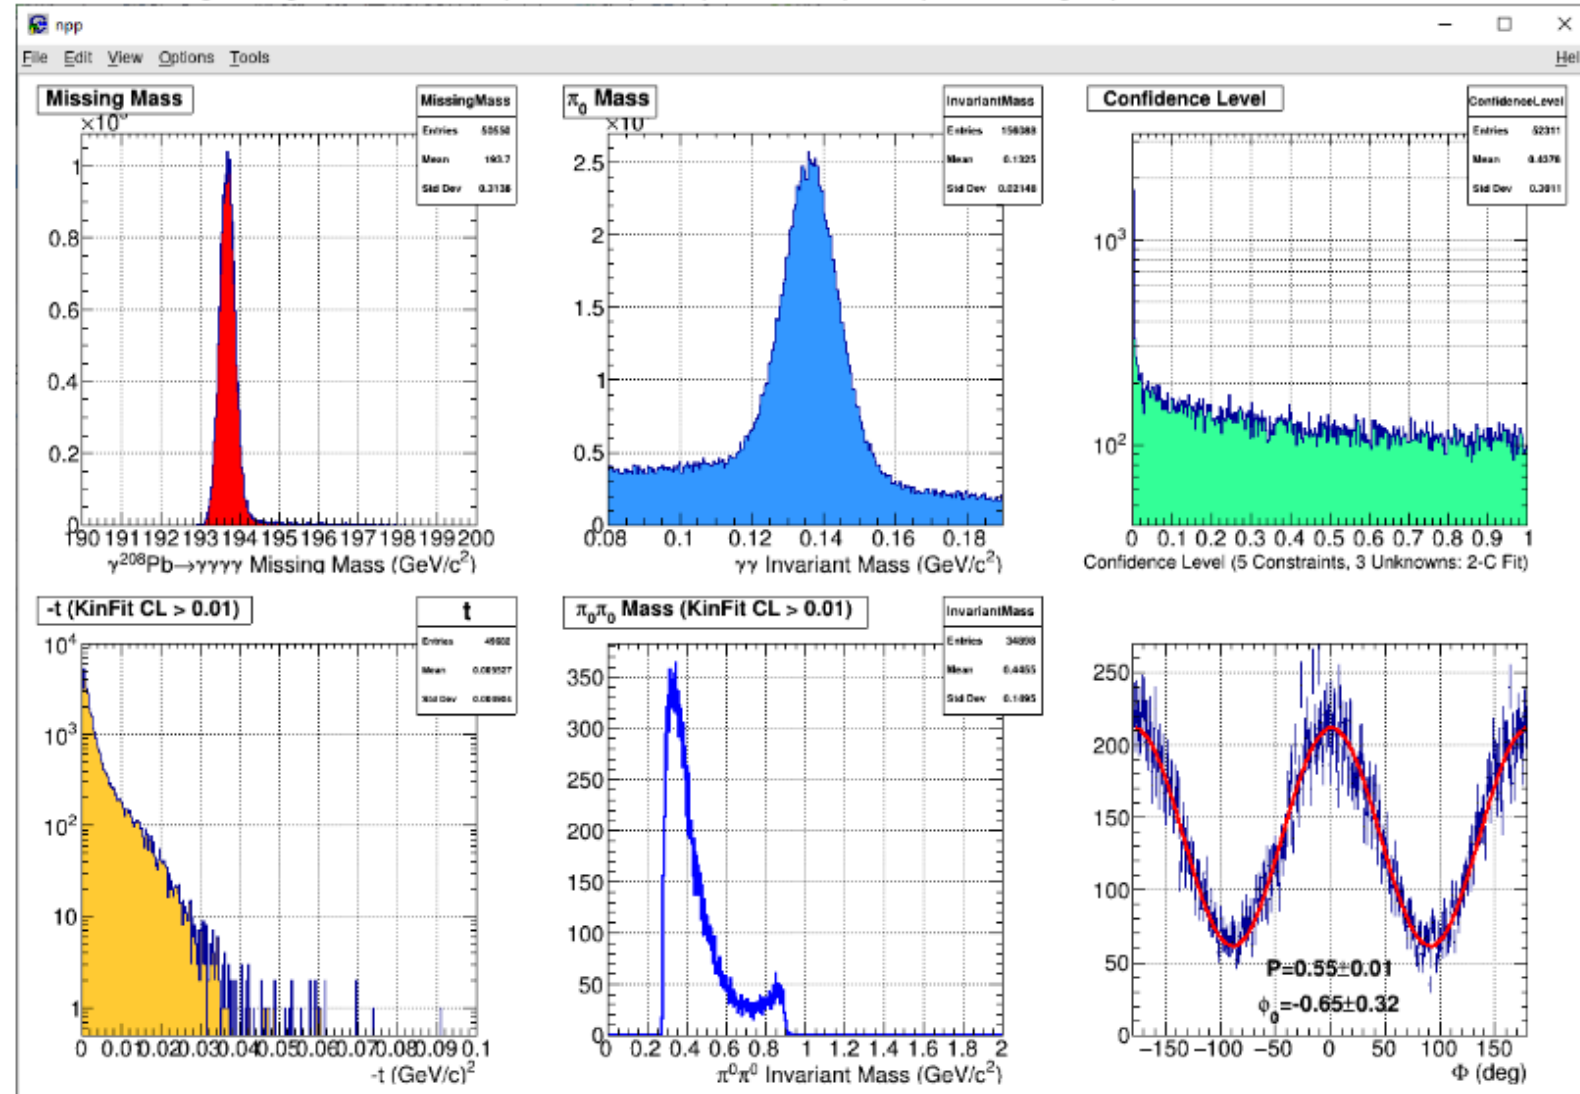 npp
File Edit View Options Tools Hel
Missing Mass
MissingMass
Entries 50550
Mean 193.7
Std Dev 0.3136
1
0.8
0.6
0.4
0.2
0
190 191 192 193 194 195 196 197 198 199 200
γ²⁰⁸Pb→γγγγ Missing Mass (GeV/c²)
π₀ Mass
InvariantMass
Entries 156088
Mean 0.1325
Std Dev 0.02148
×10
2.5
2
1.5
1
0.5
0
0.08 0.1 0.12 0.14 0.16 0.18
γγ Invariant Mass (GeV/c²)
Confidence Level
ConfidenceLevel
Entries 52311
Mean 0.4376
Std Dev 0.3011
10³
10²
0 0.1 0.2 0.3 0.4 0.5 0.6 0.7 0.8 0.9 1
Confidence Level (5 Constraints, 3 Unknowns: 2-C Fit)
-t (KinFit CL > 0.01)
t
Entries
Mean
Std Dev
10⁴
10³
10²
10
1
0 0.01 0.02 0.03 0.04 0.05 0.06 0.07 0.08 0.09 0.1
-t (GeV/c)²
π₀π₀ Mass (KinFit CL > 0.01)
InvariantMass
Entries 34898
Mean 0.4455
Std Dev 0.1495
350
300
250
200
150
100
50
0
0 0.2 0.4 0.6 0.8 1 1.2 1.4 1.6 1.8 2
π⁰π⁰ Invariant Mass (GeV/c²)
250
200
150
100
50
0
P=0.55±0.01
ϕ₀=-0.65±0.32
−150 −100 −50 0 50 100 150
Φ (deg)